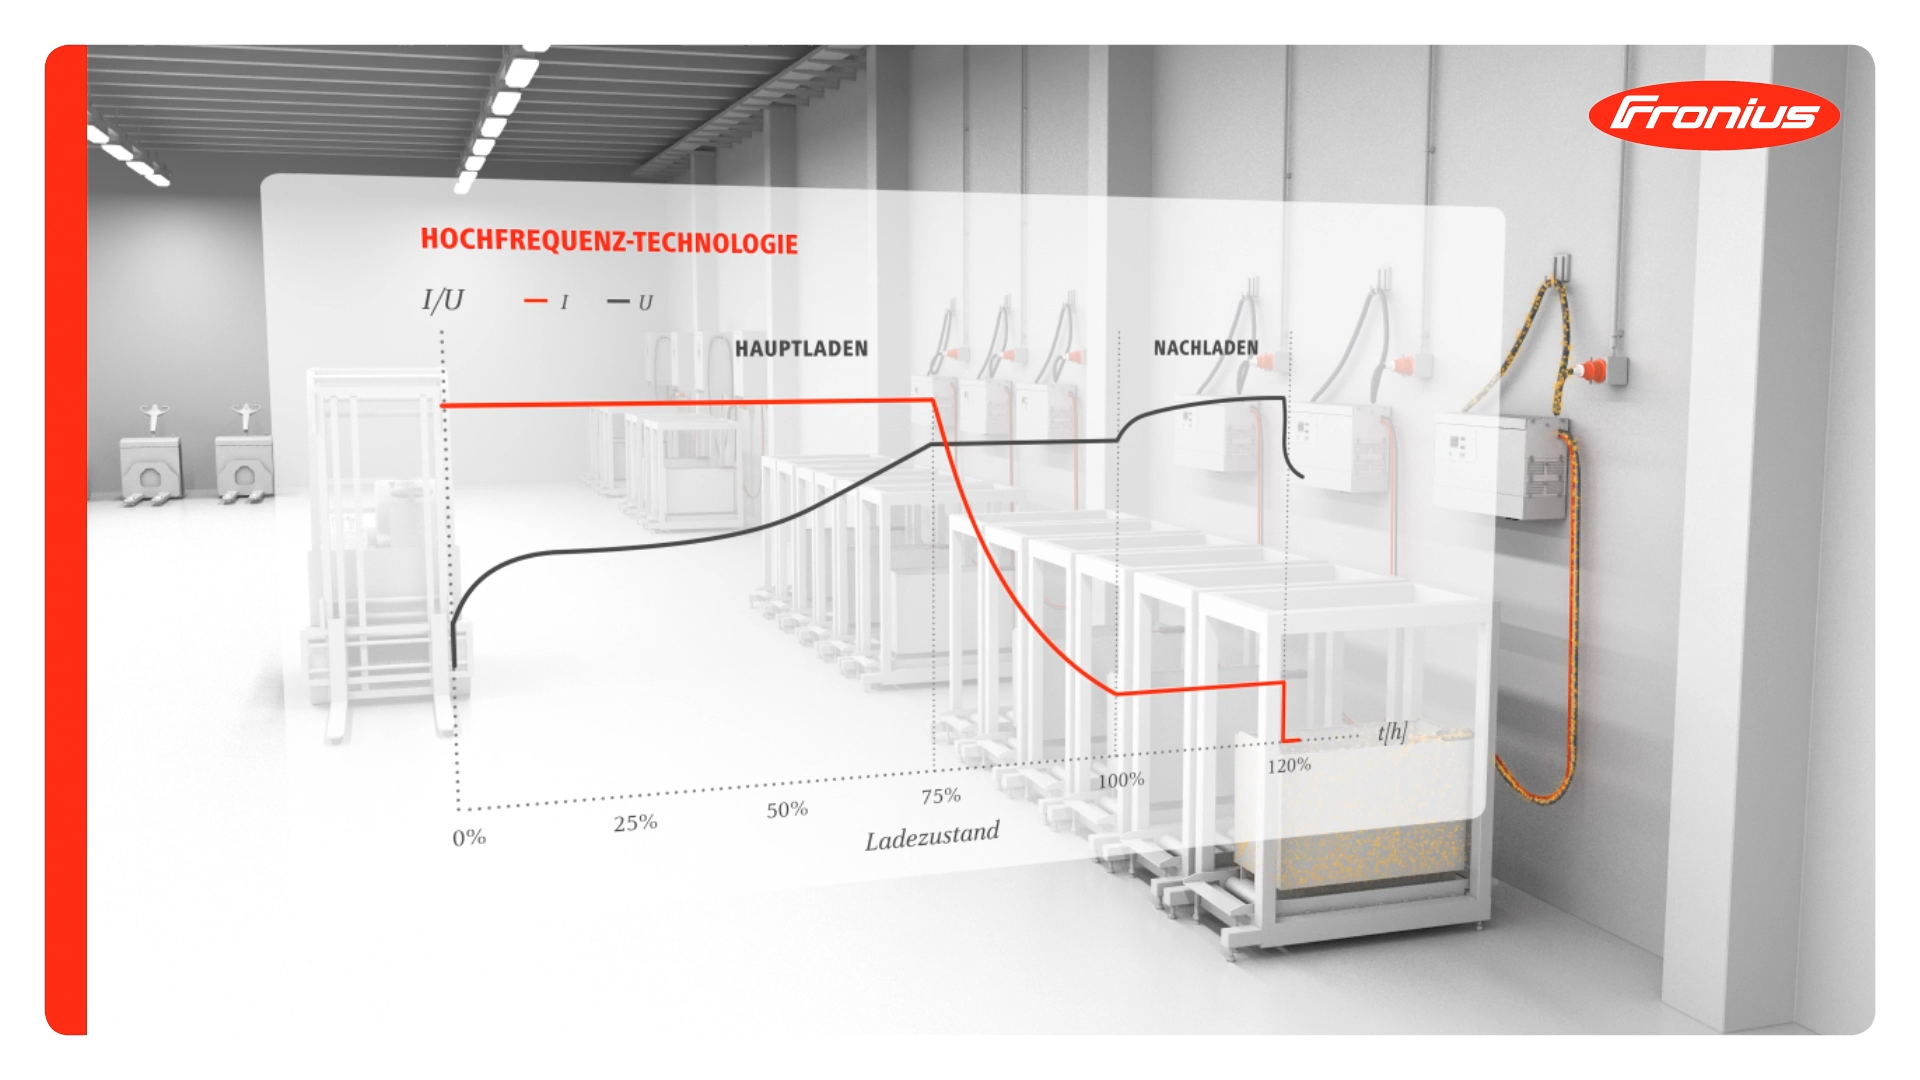 Fronius
HOCHFREQUENZ-TECHNOLOGIE
I/U I U
HAUPTLADEN NACHLADEN
t[h]
0% 25% 50% 75% 100% 120%
Ladezustand